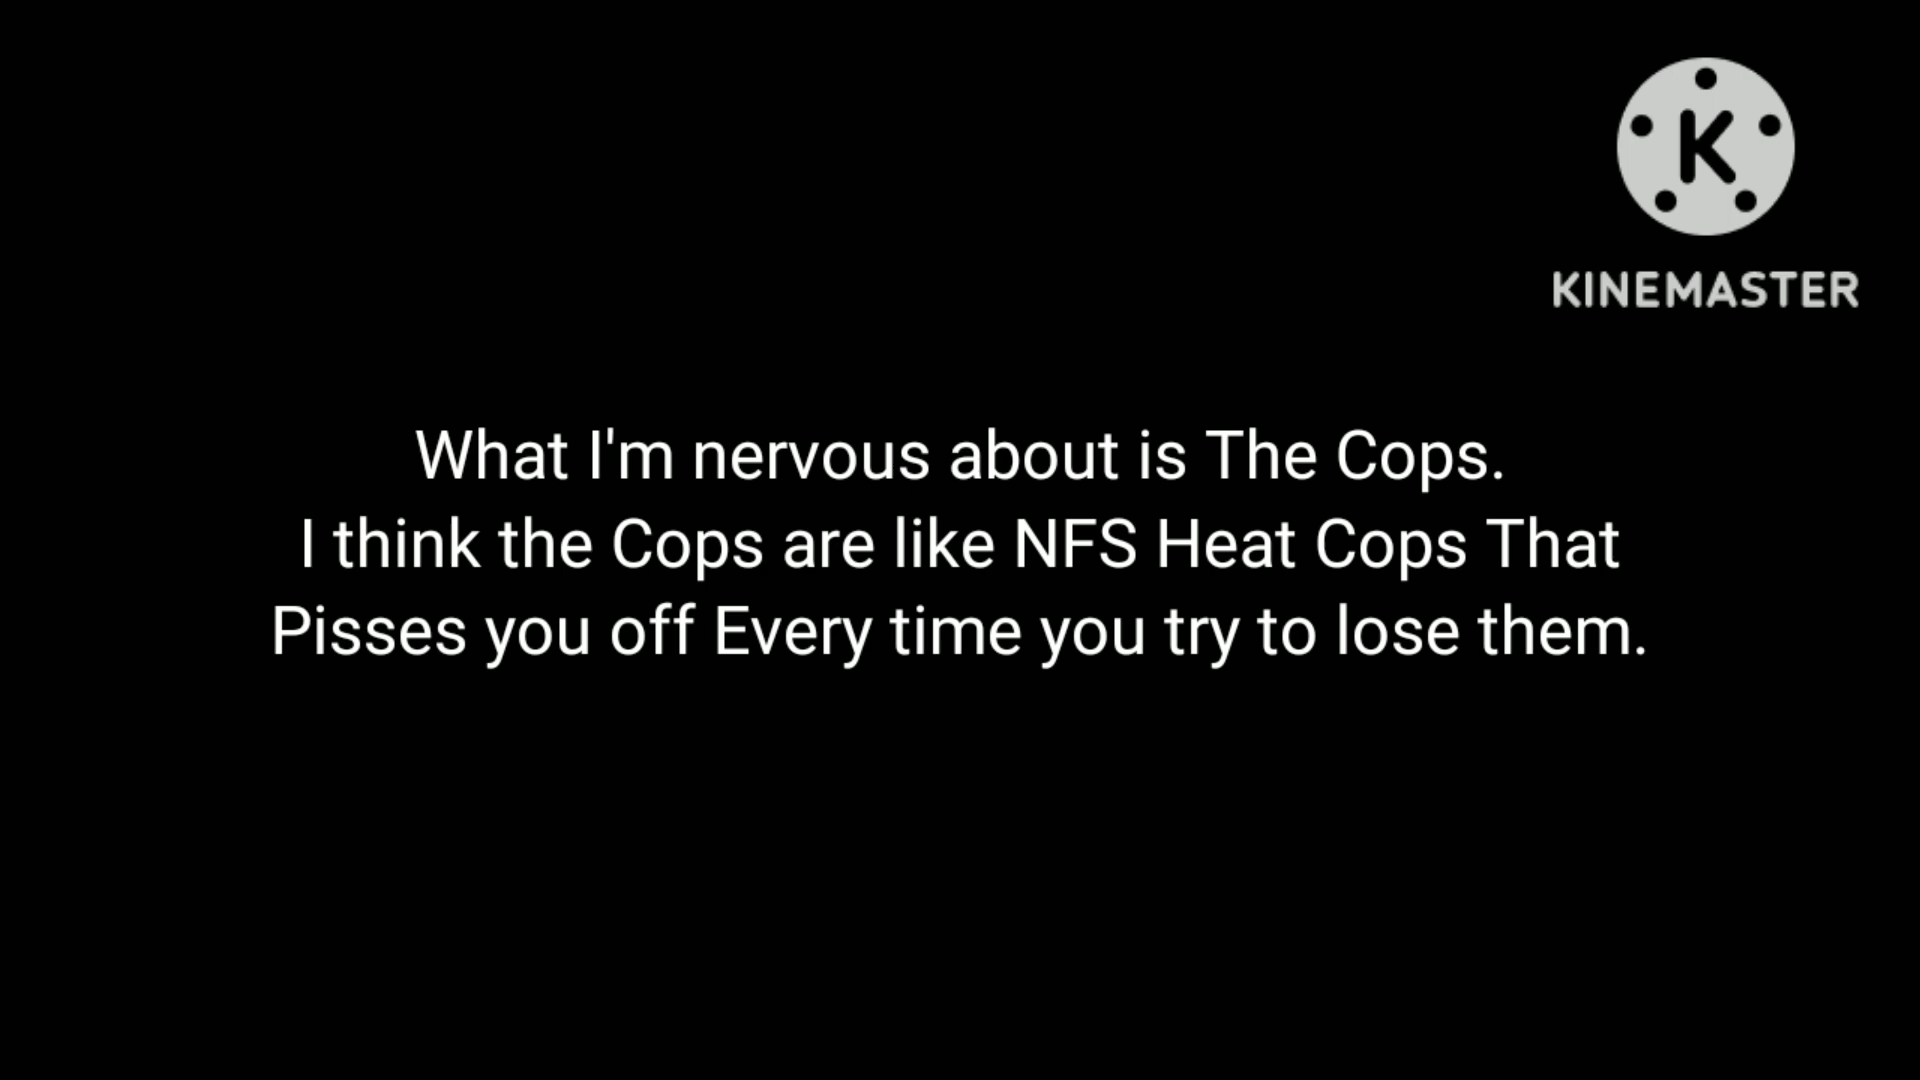 K
KINEMASTER
What I'm nervous about is The Cops.
I think the Cops are like NFS Heat Cops That
Pisses you off Every time you try to lose them.